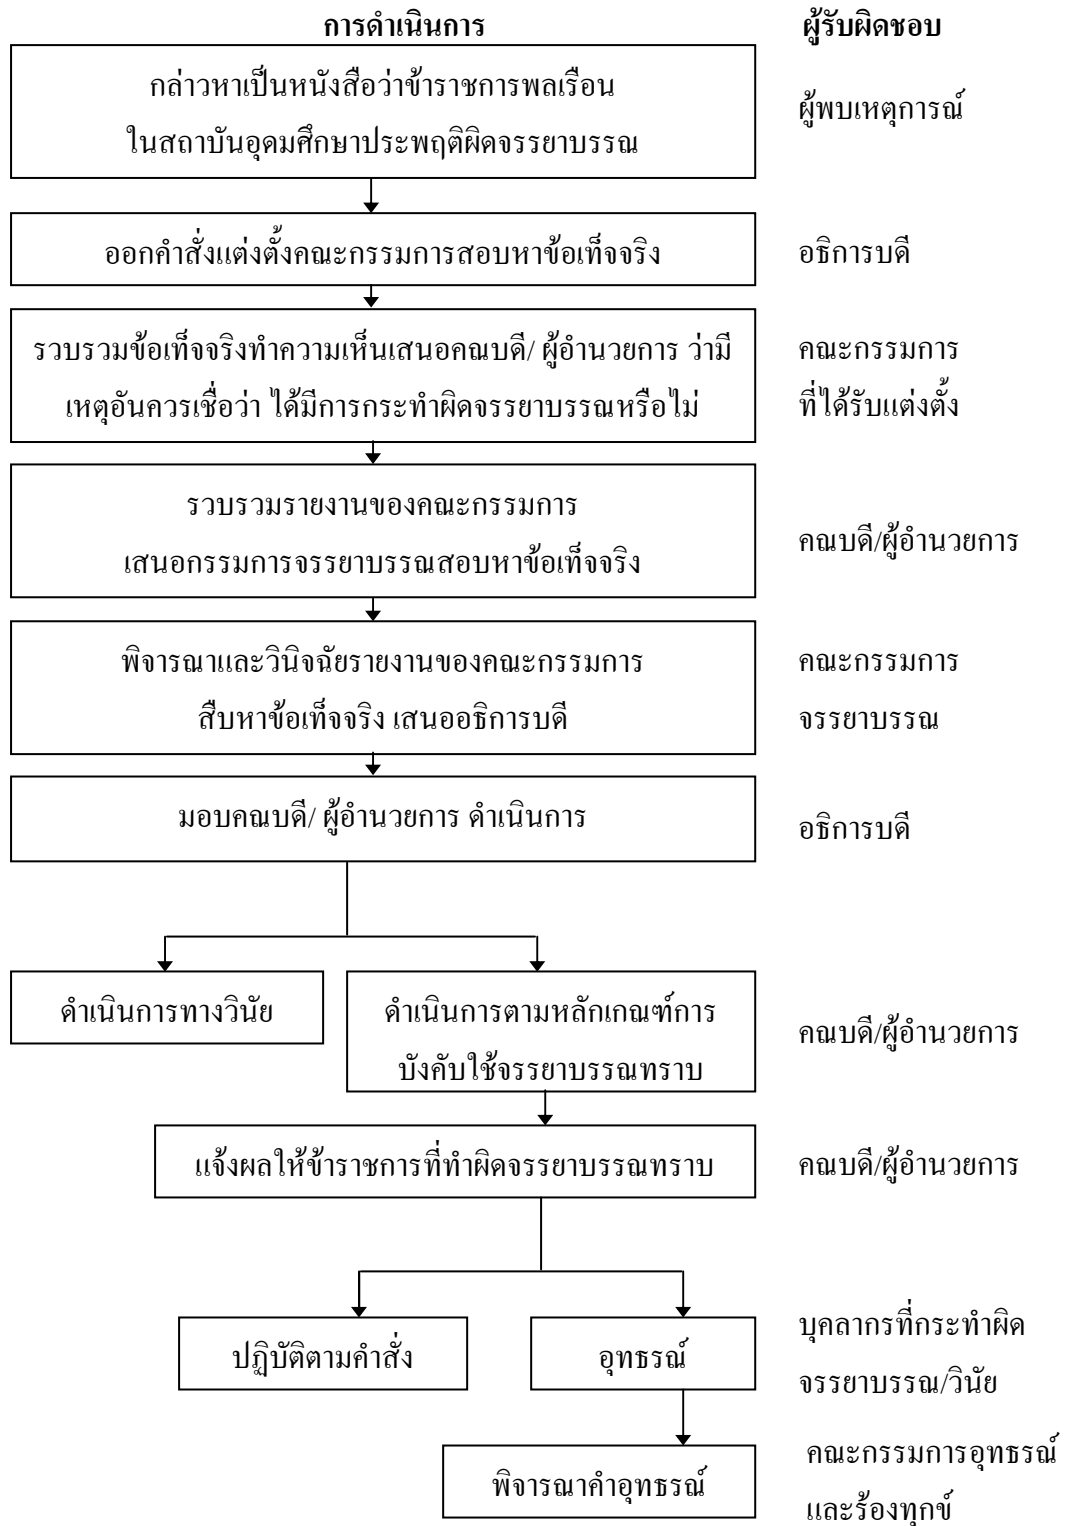 การดำเนินการ
ผู้รับผิดชอบ
กล่าวหาเป็นหนังสือว่าข้าราชการพลเรือน
ในสถาบันอุดมศึกษาประพฤติผิดจรรยาบรรณ
ผู้พบเหตุการณ์
ออกคำสั่งแต่งตั้งคณะกรรมการสอบหาข้อเท็จจริง
อธิการบดี
รวบรวมข้อเท็จจริงทำความเห็นเสนอคณบดี/ ผู้อำนวยการ ว่ามี
เหตุอันควรเชื่อว่า ได้มีการกระทำผิดจรรยาบรรณหรือไม่
คณะกรรมการ
ที่ได้รับแต่งตั้ง
รวบรวมรายงานของคณะกรรมการ
เสนอกรรมการจรรยาบรรณสอบหาข้อเท็จจริง
คณบดี/ผู้อำนวยการ
พิจารณาและวินิจฉัยรายงานของคณะกรรมการ
สืบหาข้อเท็จจริง เสนออธิการบดี
คณะกรรมการ
จรรยาบรรณ
มอบคณบดี/ ผู้อำนวยการ ดำเนินการ
อธิการบดี
ดำเนินการทางวินัย
ดำเนินการตามหลักเกณฑ์การ
บังคับใช้จรรยาบรรณทราบ
คณบดี/ผู้อำนวยการ
แจ้งผลให้ข้าราชการที่ทำผิดจรรยาบรรณทราบ
คณบดี/ผู้อำนวยการ
ปฏิบัติตามคำสั่ง
อุทธรณ์
บุคลากรที่กระทำผิด
จรรยาบรรณ/วินัย
พิจารณาคำอุทธรณ์
คณะกรรมการอุทธรณ์
และร้องทุกข์